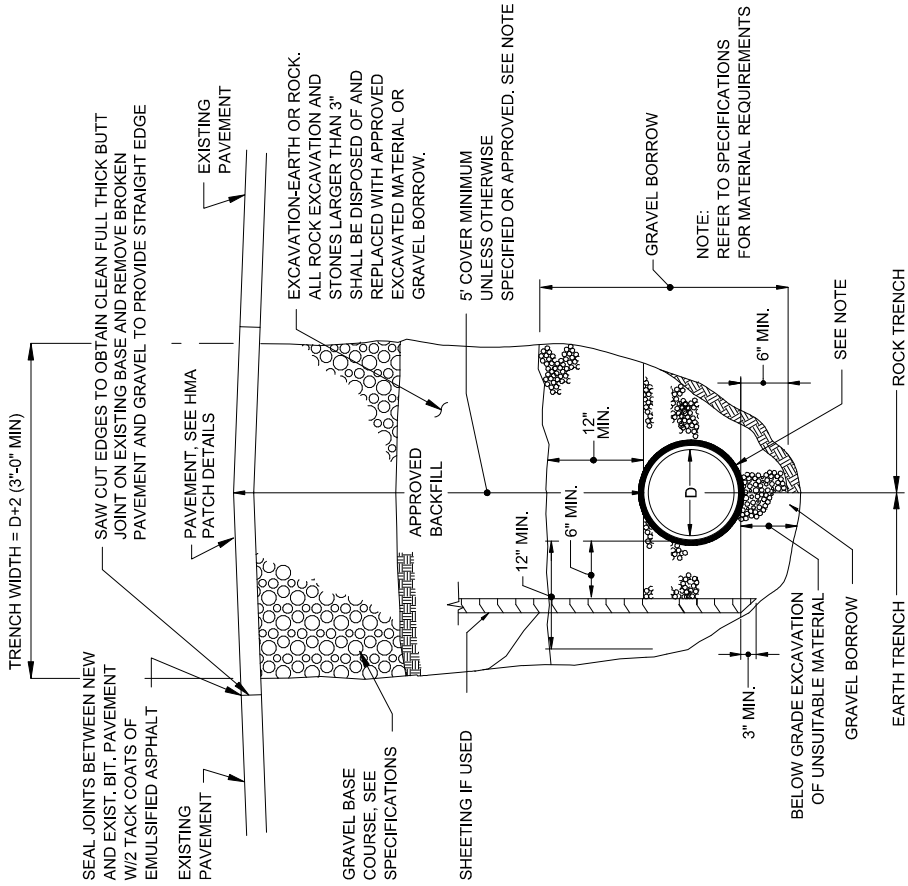 TRENCH WIDTH = D+2 (3'-0" MIN)
SEAL JOINTS BETWEEN NEW
AND EXIST. BIT. PAVEMENT
W/2 TACK COATS OF
EMULSIFIED ASPHALT
SAW CUT EDGES TO OBTAIN CLEAN FULL THICK BUTT
JOINT ON EXISTING BASE AND REMOVE BROKEN
PAVEMENT AND GRAVEL TO PROVIDE STRAIGHT EDGE
EXISTING
PAVEMENT
PAVEMENT, SEE HMA
PATCH DETAILS
EXISTING
PAVEMENT
GRAVEL BASE
COURSE, SEE
SPECIFICATIONS
EXCAVATION-EARTH OR ROCK.
ALL ROCK EXCAVATION AND
STONES LARGER THAN 3"
SHALL BE DISPOSED OF AND
REPLACED WITH APPROVED
EXCAVATED MATERIAL OR
GRAVEL BORROW.
APPROVED
BACKFILL
SHEETING IF USED
5' COVER MINIMUM
UNLESS OTHERWISE
SPECIFIED OR APPROVED. SEE NOTE
12" MIN.
6" MIN.
12"
MIN.
GRAVEL BORROW
D
NOTE:
REFER TO SPECIFICATIONS
FOR MATERIAL REQUIREMENTS
3" MIN.
6" MIN.
BELOW GRADE EXCAVATION
OF UNSUITABLE MATERIAL
SEE NOTE
GRAVEL BORROW
EARTH TRENCH
ROCK TRENCH